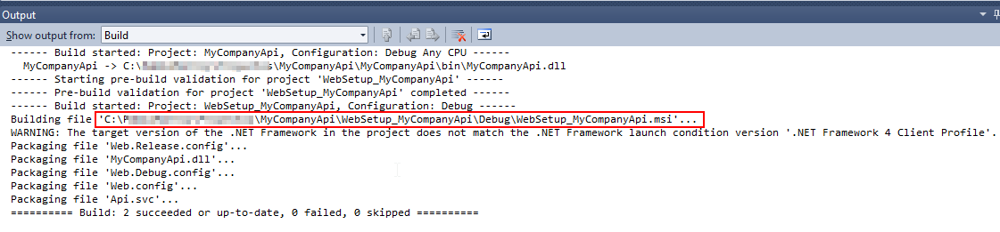 Output
Show output from: Build
------ Build started: Project: MyCompanyApi, Configuration: Debug Any CPU ------
MyCompanyApi -> C:\ s\MyCompanyApi\MyCompanyApi\bin\MyCompanyApi.dll
------ Starting pre-build validation for project 'WebSetup_MyCompanyApi' ------
------ Pre-build validation for project 'WebSetup_MyCompanyApi' completed ------
------ Build started: Project: WebSetup_MyCompanyApi, Configuration: Debug ------
Building file 'C:\P \MyCompanyApi\WebSetup_MyCompanyApi\Debug\WebSetup_MyCompanyApi.msi'...
WARNING: The target version of the .NET Framework in the project does not match the .NET Framework launch condition version '.NET Framework 4 Client Profile'.
Packaging file 'Web.Release.config'...
Packaging file 'MyCompanyApi.dll'...
Packaging file 'Web.Debug.config'...
Packaging file 'Web.config'...
Packaging file 'Api.svc'...
========== Build: 2 succeeded or up-to-date, 0 failed, 0 skipped ==========